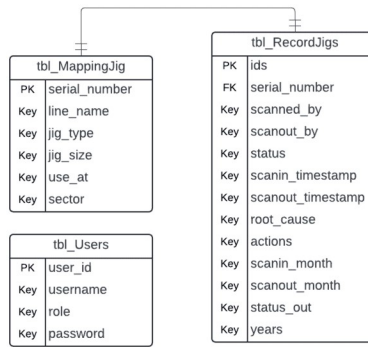 tbl_MappingJig
PK serial_number
Key line_name
Key jig_type
Key jig_size
Key use_at
Key sector
tbl_Users
PK user_id
Key username
Key role
Key password
tbl_RecordJigs
PK ids
FK serial_number
Key scanned_by
Key scanout_by
Key status
Key scanin_timestamp
Key scanout_timestamp
Key root_cause
Key actions
Key scanin_month
Key scanout_month
Key status_out
Key years